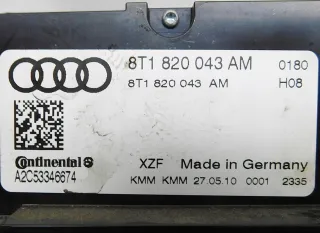 8T1 820 043 AM 0180
8T1 820 043 AM H08
Continental
A2C53346674 XZF Made in Germany
KMM KMM 27.05.10 0001 2335